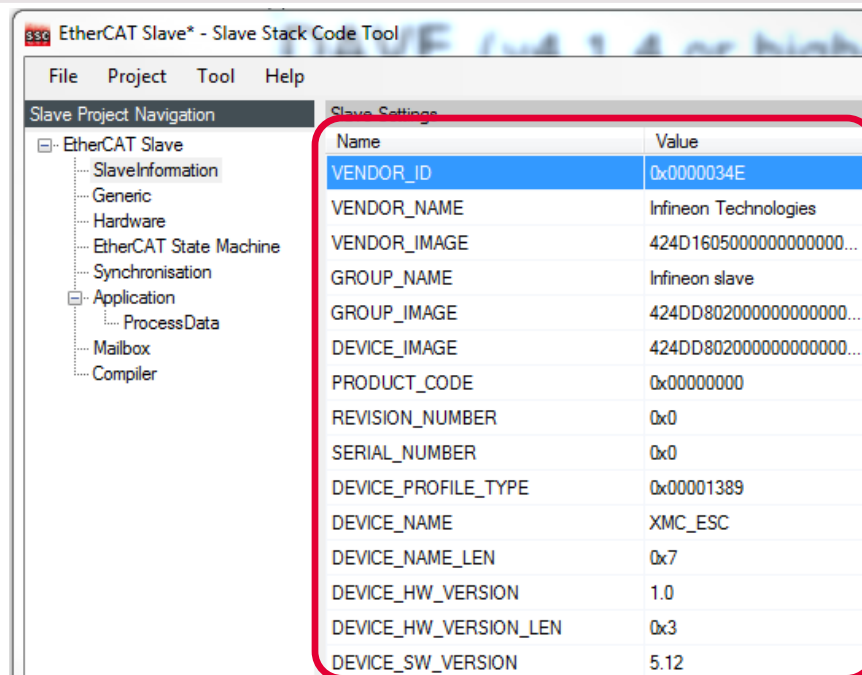 ssc EtherCAT Slave* - Slave Stack Code Tool
File Project Tool Help
Slave Project Navigation
EtherCAT Slave
SlaveInformation
Generic
Hardware
EtherCAT State Machine
Synchronisation
Application
ProcessData
Mailbox
Compiler
Slave Settings
Name Value
VENDOR_ID 0x0000034E
VENDOR_NAME Infineon Technologies
VENDOR_IMAGE 424D1605000000000000...
GROUP_NAME Infineon slave
GROUP_IMAGE 424DD802000000000000...
DEVICE_IMAGE 424DD802000000000000...
PRODUCT_CODE 0x00000000
REVISION_NUMBER 0x0
SERIAL_NUMBER 0x0
DEVICE_PROFILE_TYPE 0x00001389
DEVICE_NAME XMC_ESC
DEVICE_NAME_LEN 0x7
DEVICE_HW_VERSION 1.0
DEVICE_HW_VERSION_LEN 0x3
DEVICE_SW_VERSION 5.12